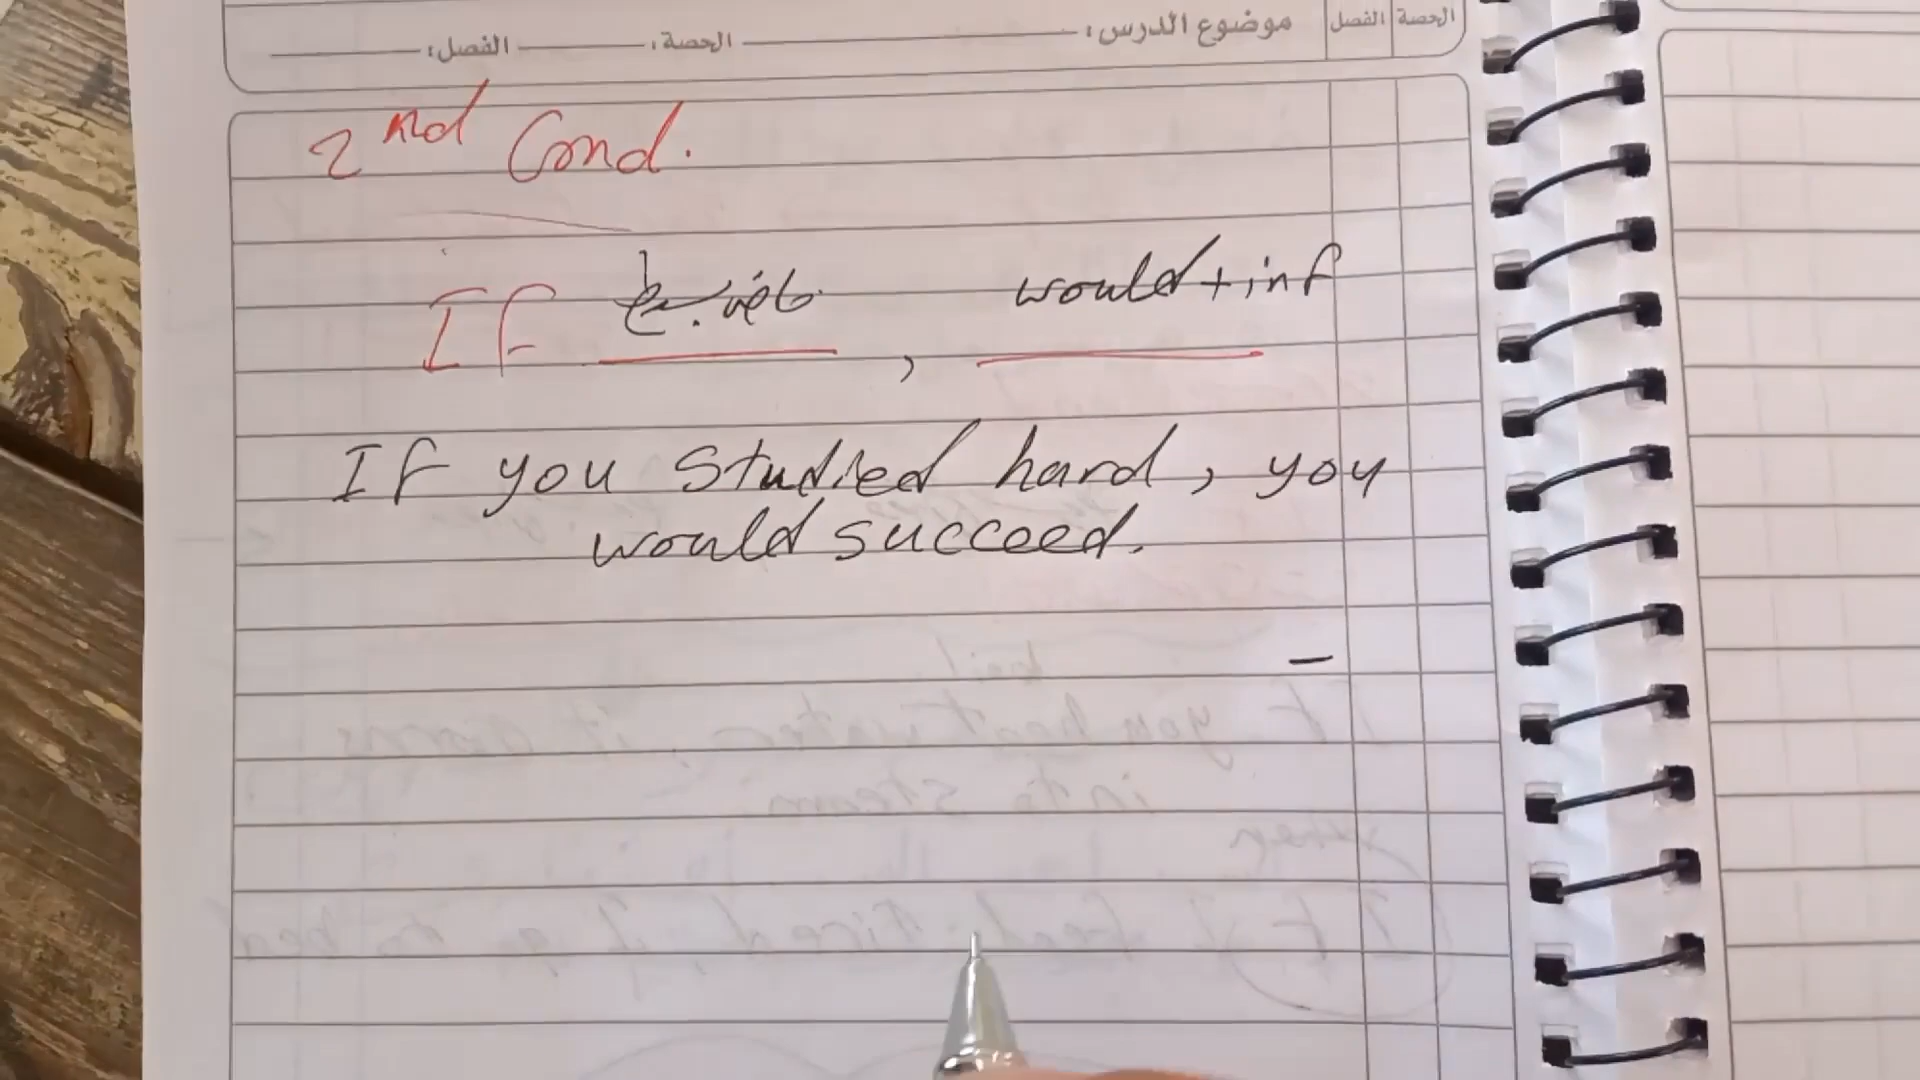 الحصة الفصل موضوع الدرس: الحصة: الفصل:
2nd Cond.
If ماضي بسيط , would + inf
If you studied hard, you
would succeed.